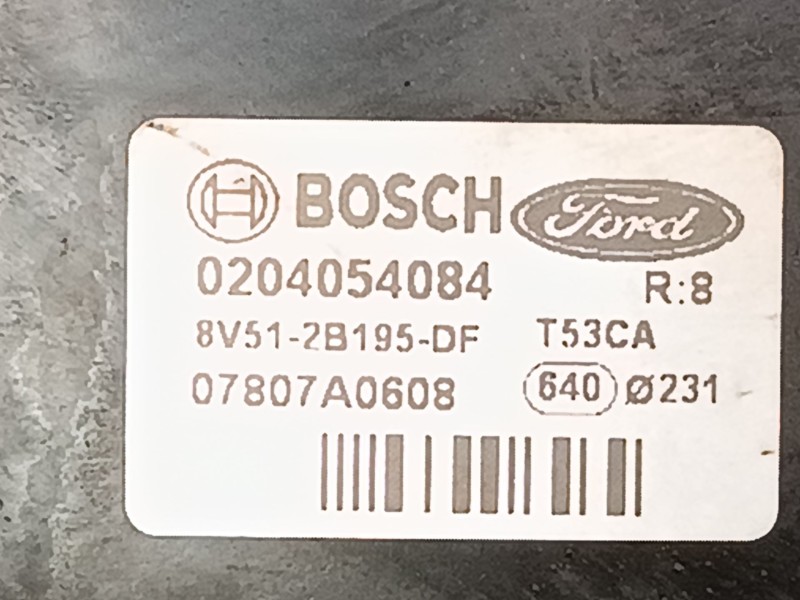 BOSCH Ford
0204054084 R:8
8V51-2B195-DF T53CA
07807A0608 640 Ø231